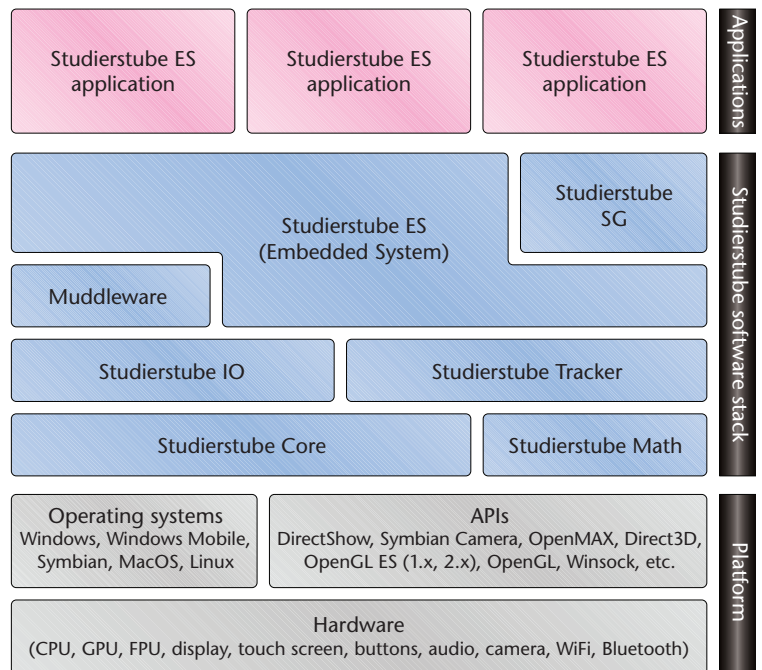 Studierstube ES
application
Studierstube ES
application
Studierstube ES
application
Applications
Studierstube ES
(Embedded System)
Studierstube
SG
Muddleware
Studierstube IO
Studierstube Tracker
Studierstube Core
Studierstube Math
Studierstube software stack
Operating systems
Windows, Windows Mobile,
Symbian, MacOS, Linux
APIs
DirectShow, Symbian Camera, OpenMAX, Direct3D,
OpenGL ES (1.x, 2.x), OpenGL, Winsock, etc.
Hardware
(CPU, GPU, FPU, display, touch screen, buttons, audio, camera, WiFi, Bluetooth)
Platform